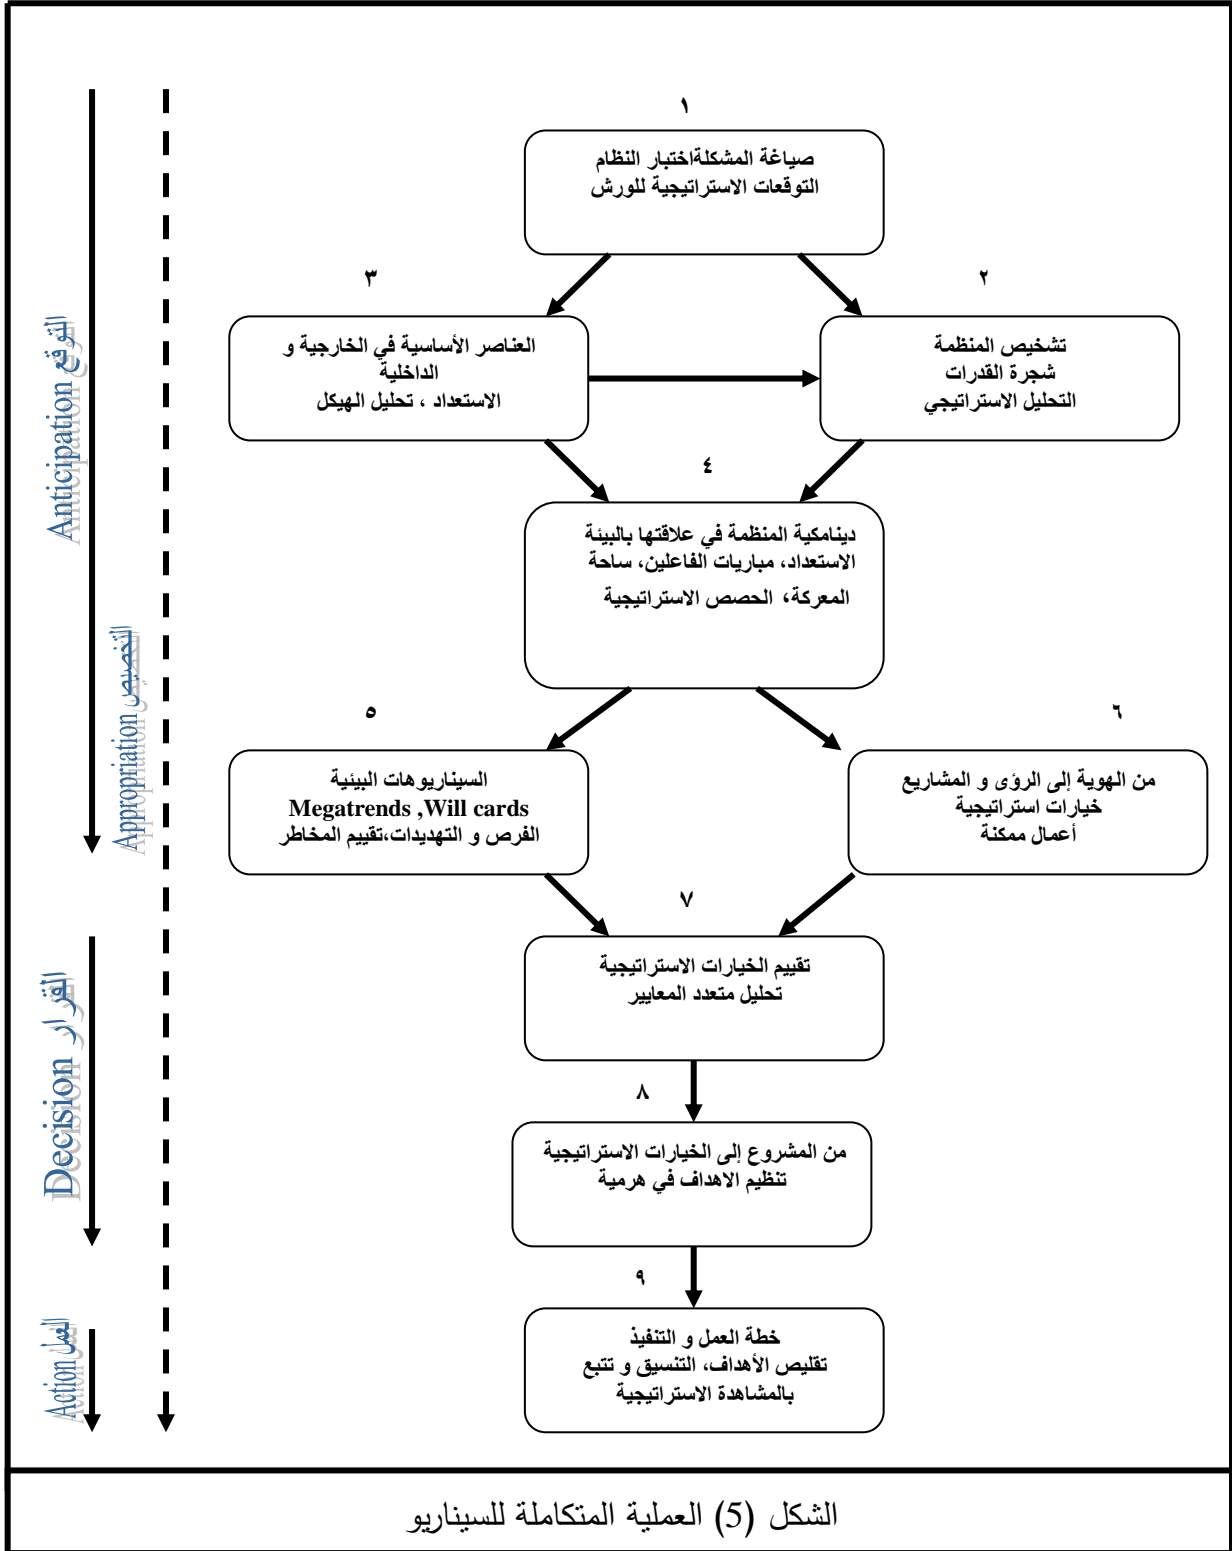 ١
صياغة المشكلةاختبار النظام
التوقعات الاستراتيجية للورش
٣
٢
العناصر الأساسية في الخارجية و
الداخلية
الاستعداد ، تحليل الهيكل
تشخيص المنظمة
شجرة القدرات
التحليل الاستراتيجي
٤
دينامكية المنظمة في علاقتها بالبيئة
الاستعداد، مباريات الفاعلين، ساحة
المعركة، الحصص الاستراتيجية
٥
٦
السيناريوهات البيئية
Megatrends ,Will cards
الفرص و التهديدات،تقييم المخاطر
من الهوية إلى الرؤى و المشاريع
خيارات استراتيجية
أعمال ممكنة
٧
تقييم الخيارات الاستراتيجية
تحليل متعدد المعايير
٨
من المشروع إلى الخيارات الاستراتيجية
تنظيم الاهداف في هرمية
٩
خطة العمل و التنفيذ
تقليص الأهداف، التنسيق و تتبع
بالمشاهدة الاستراتيجية
التوقع Anticipation
التخصيص Appropriation
القرار Decision
العمل Action
الشكل (5) العملية المتكاملة للسيناريو